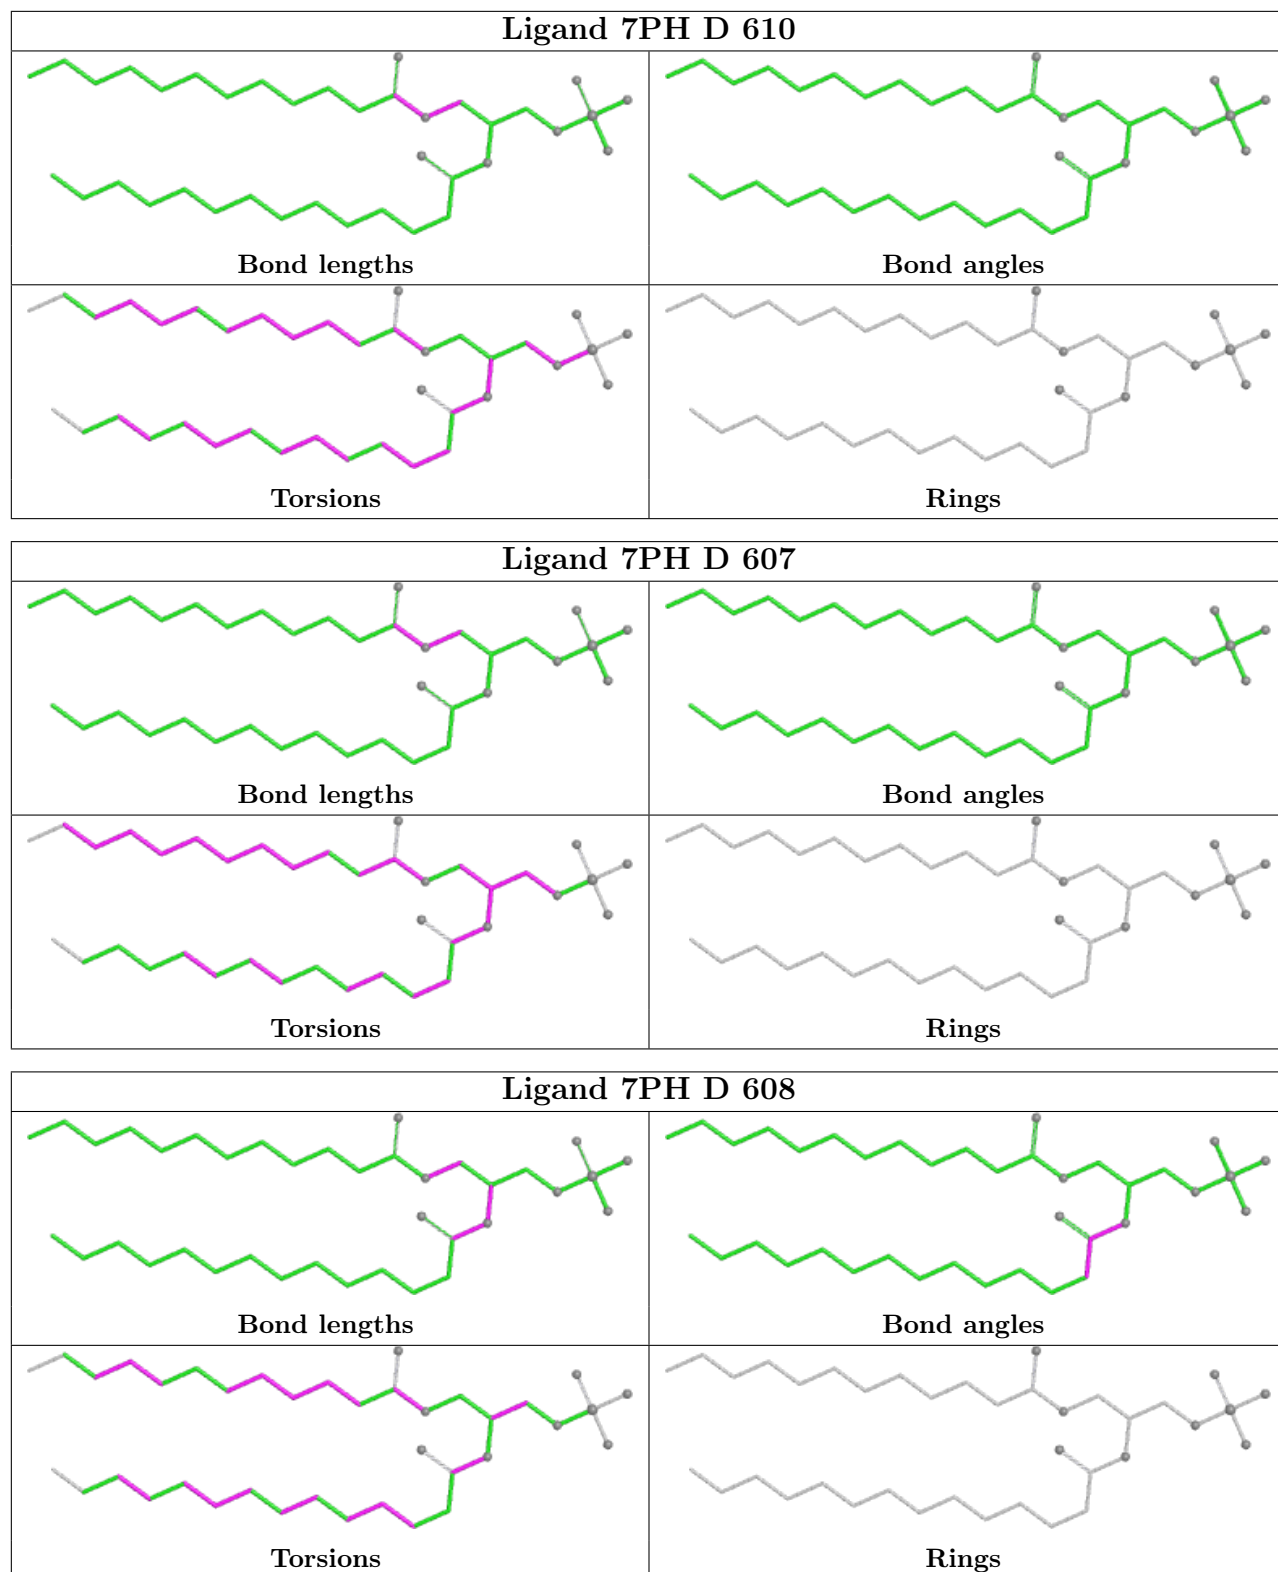 Ligand 7PH D 610
Bond lengths
Bond angles
Torsions
Rings
Ligand 7PH D 607
Bond lengths
Bond angles
Torsions
Rings
Ligand 7PH D 608
Bond lengths
Bond angles
Torsions
Rings